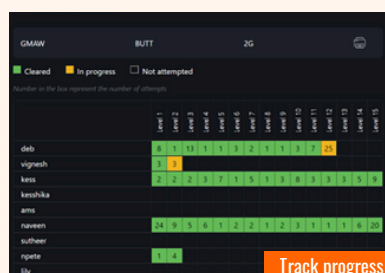 GMAW BUTT 2G
Cleared In progress Not attempted
Number in the box represent the number of attempts
Level 1 Level 2 Level 3 Level 4 Level 5 Level 6 Level 7 Level 8 Level 9 Level 10 Level 11 Level 12 Level 13 Level 14 Level 15
deb 8 1 13 1 1 3 2 1 1 3 7 25
vignesh 3 3
kess 2 2 2 3 7 1 5 1 3 8 3 3 3 5 9
kesshika
ams
naveen 24 9 5 6 1 2 2 1 2 3 1 1 1 6 20
sutheer
npete 1 4
lily
Track progress